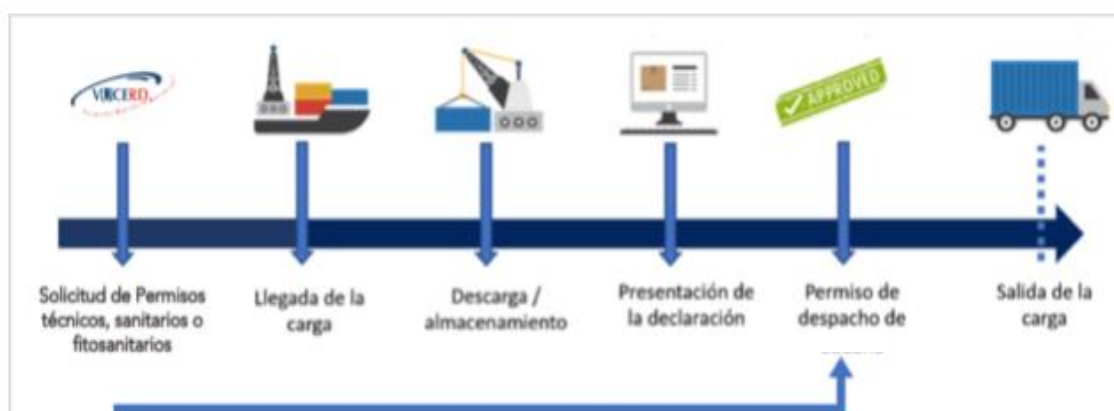 VUCERD
APPROVED
Solicitud de Permisos
técnicos, sanitarios o
fitosanitarios
Llegada de la
carga
Descarga /
almacenamiento
Presentación de
la declaración
Permiso de
despacho de
Salida de la
carga